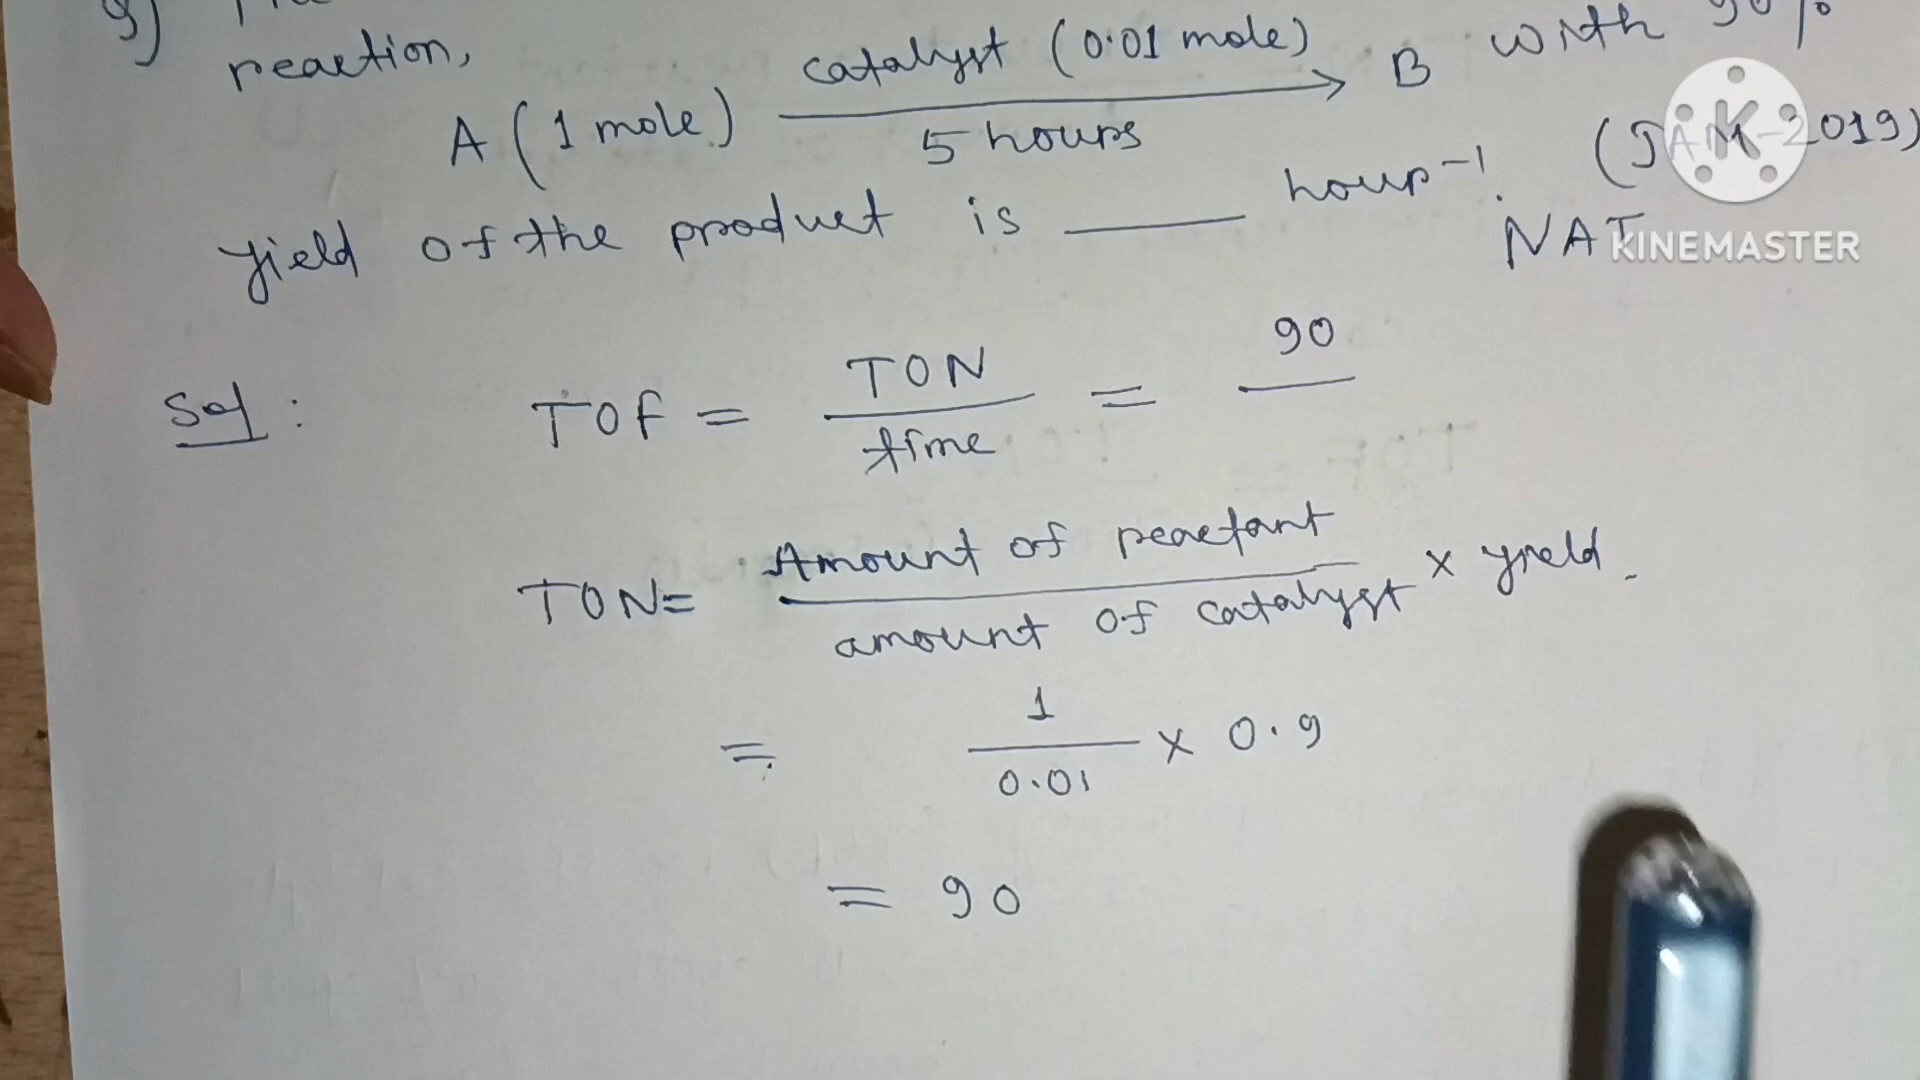 9)
reaction,
A (1 mole) catalyst (0.01 mole) B with 90%
5 hours
yield of the product is ______ hour⁻¹. (JAM-2019)
NAT
KINEMASTER
Sol : TOF = TON / time = 90 /
TON = Amount of reactant / amount of catalyst × yield.
= 1 / 0.01 × 0.9
= 90